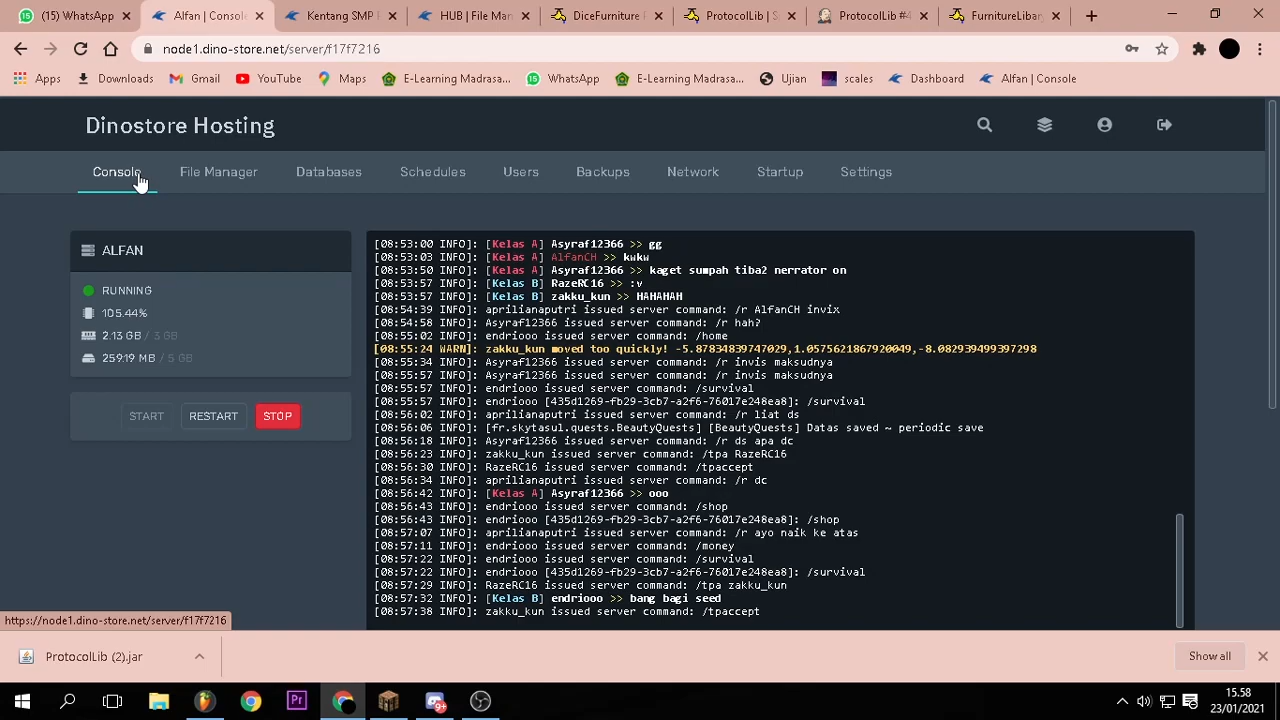 (15) WhatsApp
Alfan | Console
Kentang SMP
HUB | File Man
DiceFurniture
ProtocolLib |
ProtocolLib #4
FurnitureLibary
node1.dino-store.net/server/f17f7216
Apps
Downloads
Gmail
YouTube
Maps
E-Learning Madrasa...
WhatsApp
E-Learning Madrasa...
Ujian
scales
Dashboard
Alfan | Console
Dinostore Hosting
Console
File Manager
Databases
Schedules
Users
Backups
Network
Startup
Settings
ALFAN
RUNNING
105.44%
2.13 GB / 3 GB
259.19 MB / 5 GB
START
RESTART
STOP
[08:53:00 INFO]: [Kelas A] Asyraf12366 >> gg
[08:53:03 INFO]: [Kelas A] AlfanCH >> kwkw
[08:53:50 INFO]: [Kelas A] Asyraf12366 >> kaget sumpah tiba2 nerrator on
[08:53:57 INFO]: [Kelas B] RazeRC16 >> :v
[08:53:57 INFO]: [Kelas B] zakku_kun >> HAHAHAH
[08:54:39 INFO]: aprilianaputri issued server command: /r AlfanCH invix
[08:54:58 INFO]: Asyraf12366 issued server command: /r hah?
[08:55:02 INFO]: endriooo issued server command: /home
[08:55:24 WARN]: zakku_kun moved too quickly! -5.87834839747029,1.0575621867920049,-8.082939499397298
[08:55:34 INFO]: Asyraf12366 issued server command: /r invis maksudnya
[08:55:57 INFO]: Asyraf12366 issued server command: /r invis maksudnya
[08:55:57 INFO]: endriooo issued server command: /survival
[08:55:57 INFO]: endriooo [435d1269-fb29-3cb7-a2f6-76017e248ea8]: /survival
[08:56:02 INFO]: aprilianaputri issued server command: /r liat ds
[08:56:06 INFO]: [fr.skytasul.quests.BeautyQuests] [BeautyQuests] Datas saved ~ periodic save
[08:56:18 INFO]: Asyraf12366 issued server command: /r ds apa dc
[08:56:23 INFO]: zakku_kun issued server command: /tpa RazeRC16
[08:56:30 INFO]: RazeRC16 issued server command: /tpaccept
[08:56:34 INFO]: aprilianaputri issued server command: /r dc
[08:56:42 INFO]: [Kelas A] Asyraf12366 >> ooo
[08:56:43 INFO]: endriooo issued server command: /shop
[08:56:43 INFO]: endriooo [435d1269-fb29-3cb7-a2f6-76017e248ea8]: /shop
[08:57:07 INFO]: aprilianaputri issued server command: /r ayo naik ke atas
[08:57:11 INFO]: endriooo issued server command: /money
[08:57:22 INFO]: endriooo issued server command: /survival
[08:57:22 INFO]: endriooo [435d1269-fb29-3cb7-a2f6-76017e248ea8]: /survival
[08:57:22 INFO]: RazeRC16 issued server command: /tpa zakku_kun
[08:57:32 INFO]: [Kelas B] endriooo >> bang bagi seed
[08:57:38 INFO]: zakku_kun issued server command: /tpaccept
https://node1.dino-store.net/server/f17f7216
ProtocolLib (2).jar
Show all
Pr
15.58
23/01/2021